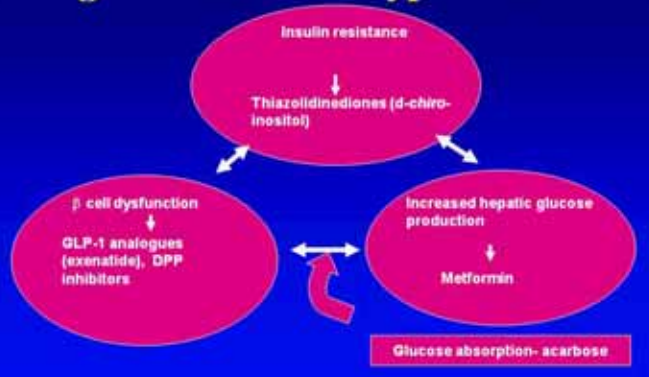 Insulin resistance
Thiazolidinediones (d-chiro-
inositol)
β cell dysfunction
GLP-1 analogues
(exenatide), DPP
inhibitors
Increased hepatic glucose
production
Metformin
Glucose absorption- acarbose